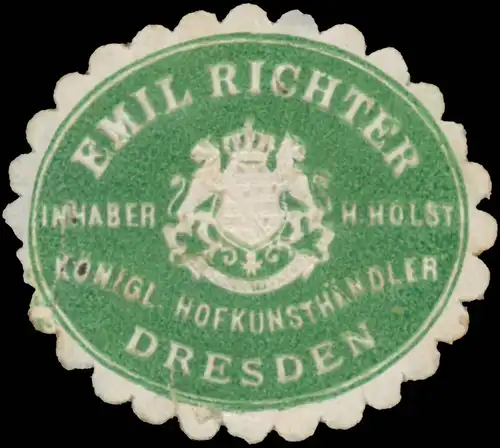 EMIL RICHTER
INHABER H. HOLST
KÖNIGL. HOFKUNSTHÄNDLER
DRESDEN